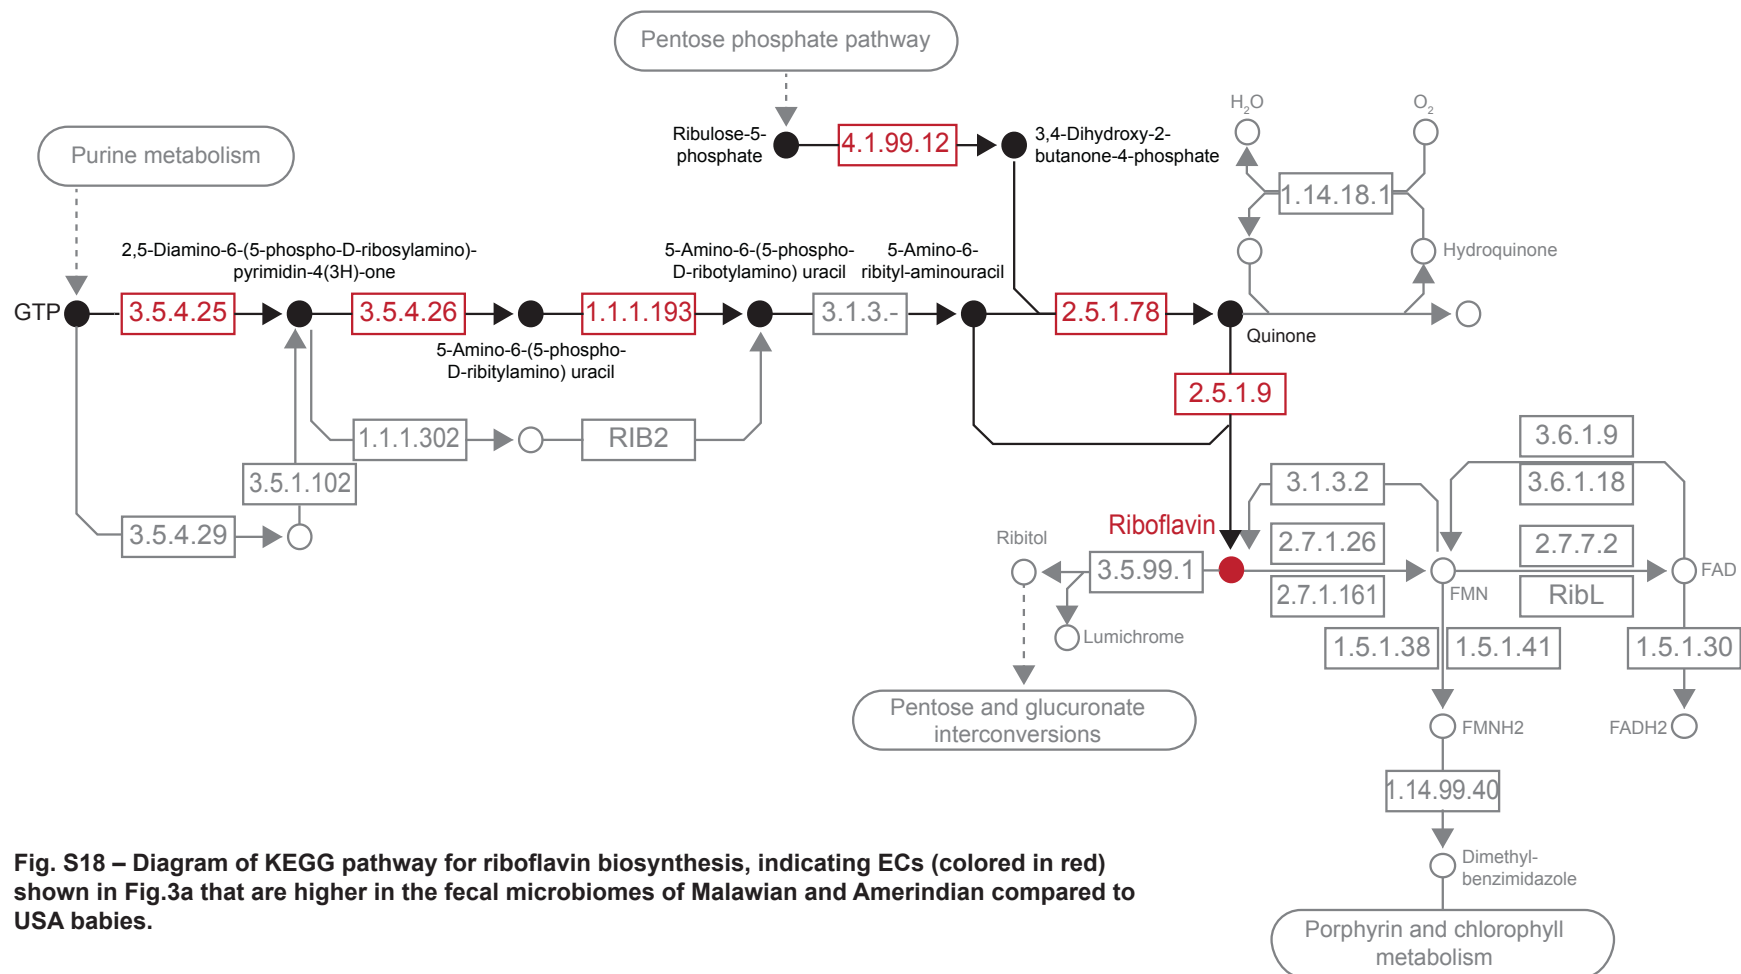 Pentose phosphate pathway
H2O
O2
Ribulose-5-
phosphate
4.1.99.12
3,4-Dihydroxy-2-
butanone-4-phosphate
Purine metabolism
1.14.18.1
2,5-Diamino-6-(5-phospho-D-ribosylamino)-
pyrimidin-4(3H)-one
5-Amino-6-(5-phospho-
D-ribotylamino) uracil
5-Amino-6-
ribityl-aminouracil
Hydroquinone
GTP
3.5.4.25
3.5.4.26
1.1.1.193
3.1.3.-
2.5.1.78
Quinone
5-Amino-6-(5-phospho-
D-ribitylamino) uracil
2.5.1.9
1.1.1.302
RIB2
3.6.1.9
3.5.1.102
3.1.3.2
3.6.1.18
3.5.4.29
Riboflavin
Ribitol
2.7.1.26
2.7.7.2
3.5.99.1
FMN
FAD
2.7.1.161
RibL
Lumichrome
1.5.1.38
1.5.1.41
1.5.1.30
Pentose and glucuronate
interconversions
FMNH2
FADH2
1.14.99.40
Dimethyl-
benzimidazole
Porphyrin and chlorophyll
metabolism
Fig. S18 – Diagram of KEGG pathway for riboflavin biosynthesis, indicating ECs (colored in red)
shown in Fig.3a that are higher in the fecal microbiomes of Malawian and Amerindian compared to
USA babies.